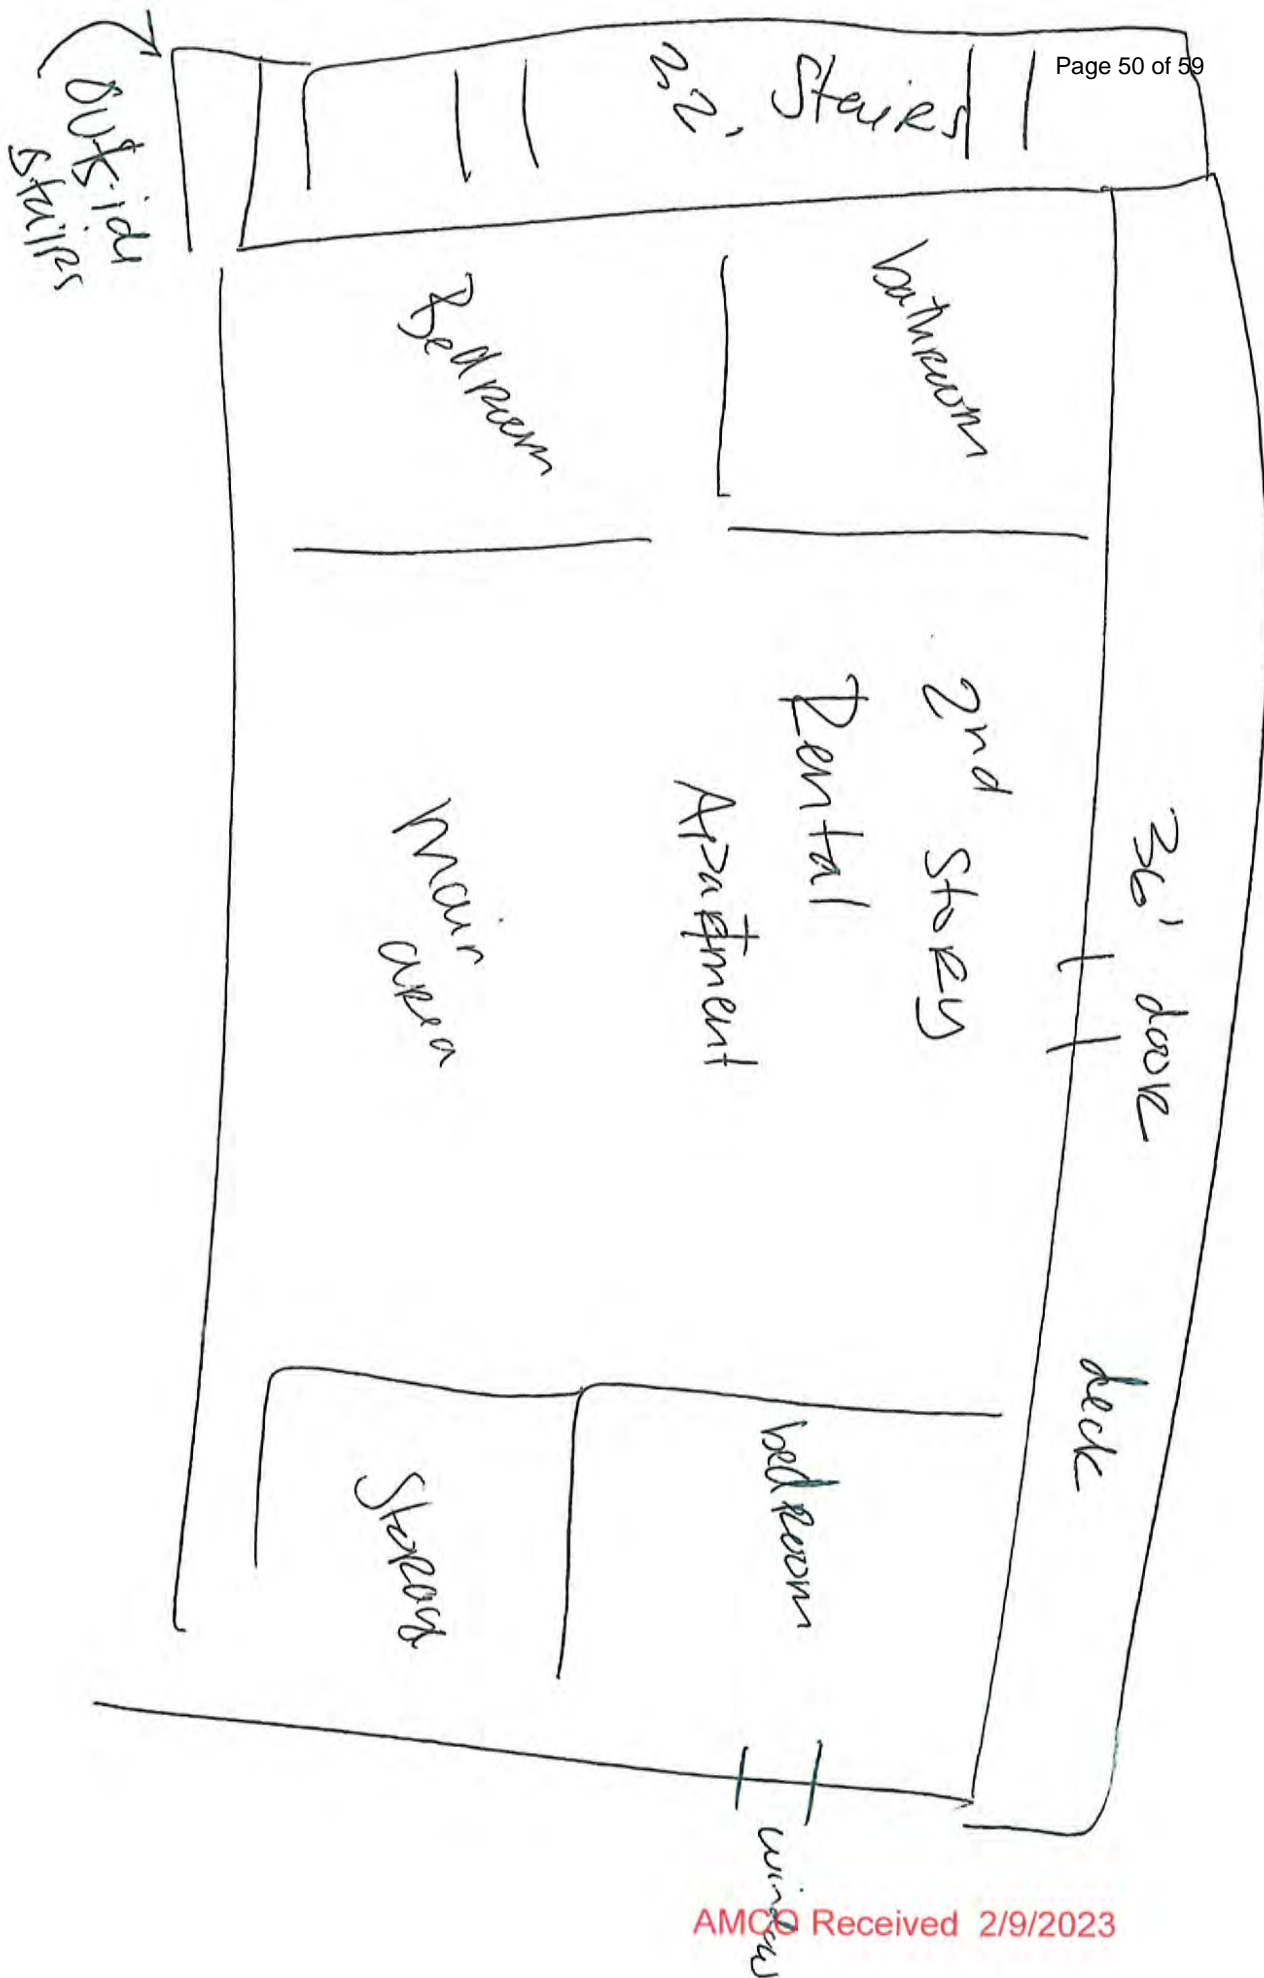 Page 50 of 59
Outside
stairs
22' Stairs
36' door
deck
bathroom
Bedroom
2nd Story
Rental
Apartment
Main
area
bedroom
Storage
window
AMCO Received 2/9/2023